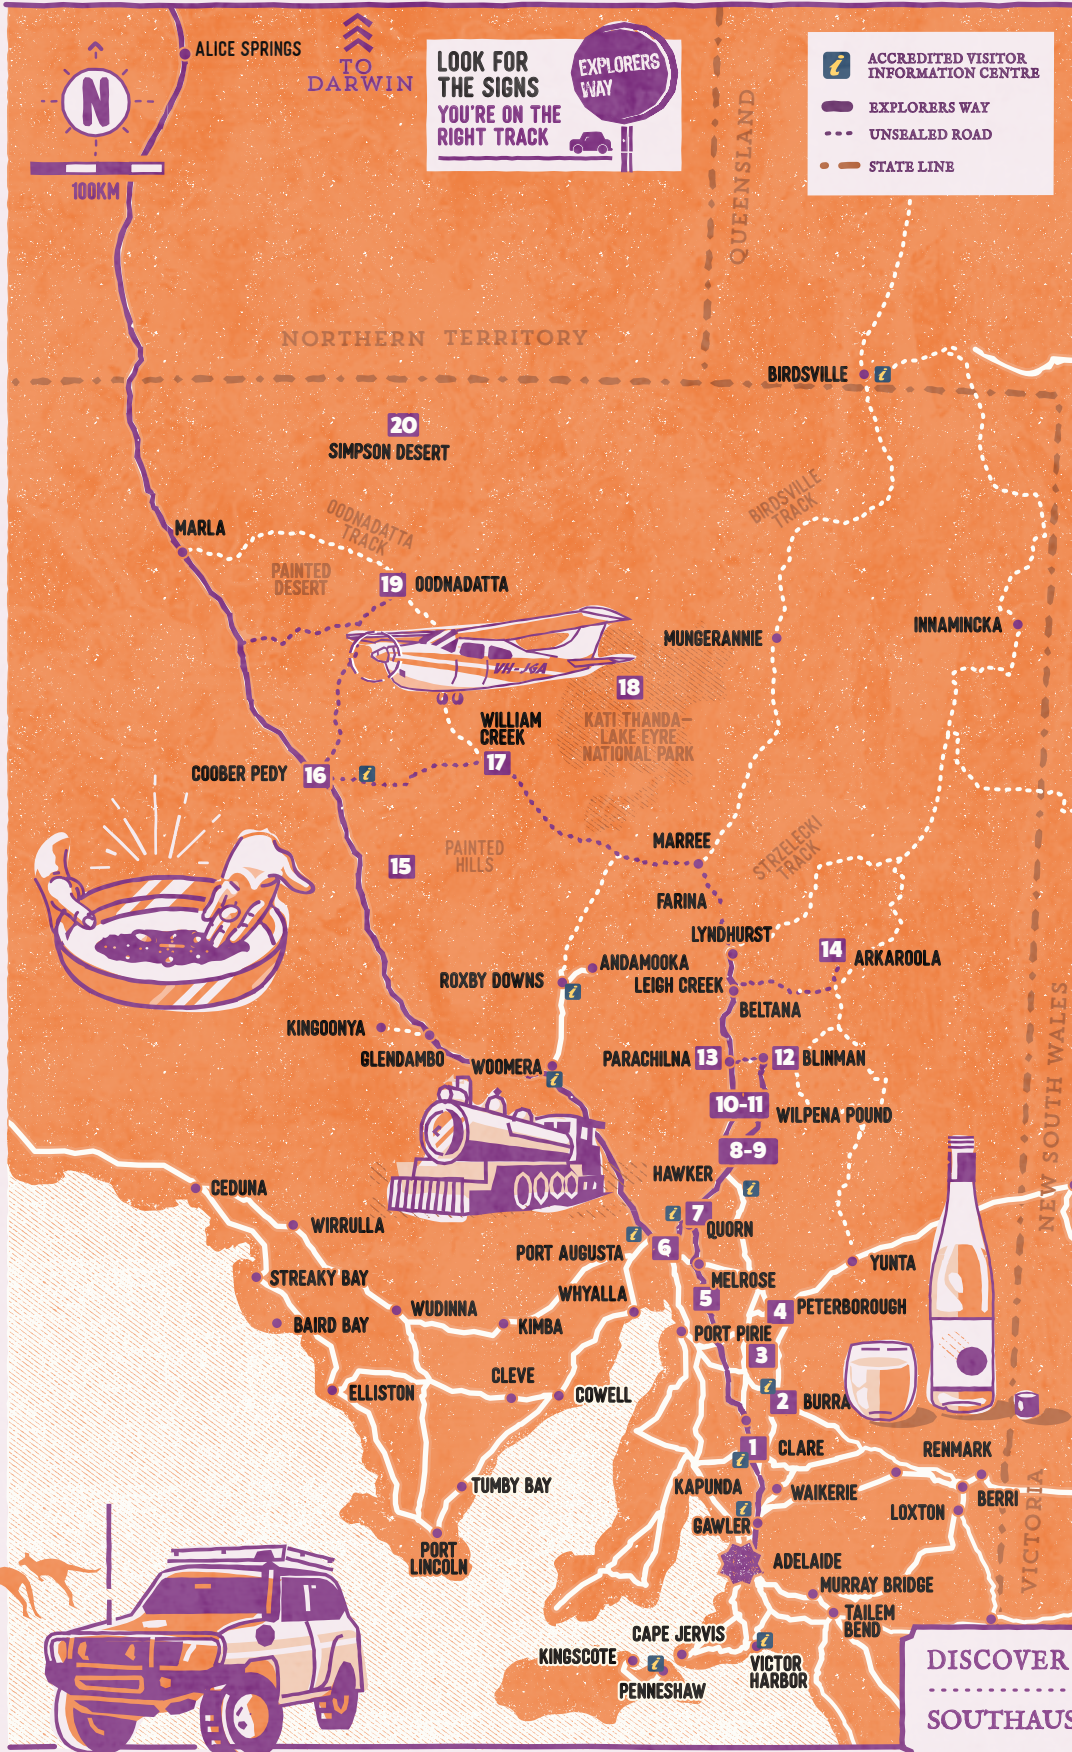 ALICE SPRINGS
TO
DARWIN
N
100KM
LOOK FOR
THE SIGNS
YOU'RE ON THE
RIGHT TRACK
EXPLORERS
WAY
QUEENSLAND
i ACCREDITED VISITOR
INFORMATION CENTRE
EXPLORERS WAY
UNSEALED ROAD
STATE LINE
NORTHERN TERRITORY
BIRDSVILLE i
20
SIMPSON DESERT
BIRDSVILLE
TRACK
OODNADATTA
TRACK
MARLA
PAINTED
DESERT
19 OODNADATTA
INNAMINCKA
MUNGERANNIE
VH-JGA
18
KATI THANDA-
LAKE EYRE
NATIONAL PARK
WILLIAM
CREEK
17
COOBER PEDY 16 i
MARREE
STRZELECKI
TRACK
PAINTED
HILLS
15
FARINA
LYNDHURST
14 ARKAROOLA
ANDAMOOKA
ROXBY DOWNS i
LEIGH CREEK
BELTANA
NEW SOUTH WALES
KINGOONYA
GLENDAMBO
WOOMERA i
PARACHILNA 13 12 BLINMAN
10-11
WILPENA POUND
8-9
HAWKER i
CEDUNA
WIRRULLA
i 7
QUORN
i
PORT AUGUSTA 6
YUNTA
STREAKY BAY
MELROSE
WHYALLA
5
WUDINNA
4 PETERBOROUGH
BAIRD BAY
KIMBA
PORT PIRIE
3
CLEVE
ELLISTON
COWELL
i
2 BURRA
1 CLARE
i
RENMARK
TUMBY BAY
KAPUNDA
WAIKERIE
BERRI
LOXTON
i
GAWLER
VICTORIA
PORT
LINCOLN
ADELAIDE
MURRAY BRIDGE
TAILEM
BEND
CAPE JERVIS
KINGSCOTE i
PENNESHAW
i
VICTOR
HARBOR
DISCOVER
SOUTHAUS